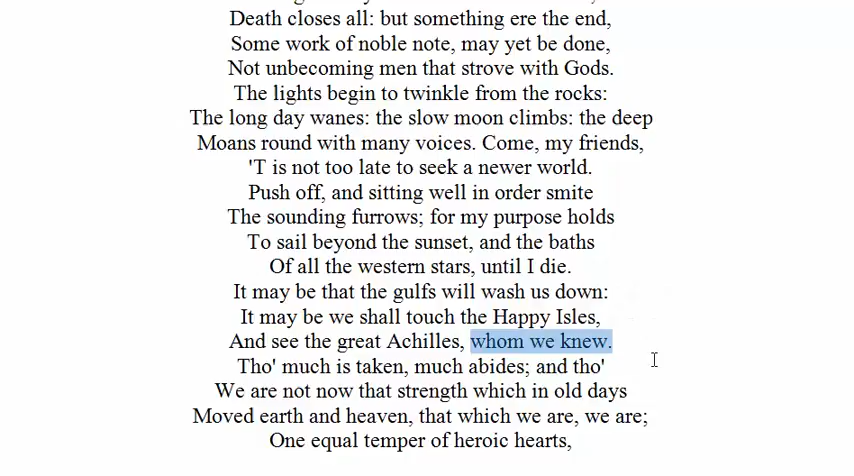 Death closes all: but something ere the end,
Some work of noble note, may yet be done,
Not unbecoming men that strove with Gods.
The lights begin to twinkle from the rocks:
The long day wanes: the slow moon climbs: the deep
Moans round with many voices. Come, my friends,
'T is not too late to seek a newer world.
Push off, and sitting well in order smite
The sounding furrows; for my purpose holds
To sail beyond the sunset, and the baths
Of all the western stars, until I die.
It may be that the gulfs will wash us down:
It may be we shall touch the Happy Isles,
And see the great Achilles, whom we knew.
Tho' much is taken, much abides; and tho'
We are not now that strength which in old days
Moved earth and heaven, that which we are, we are;
One equal temper of heroic hearts,